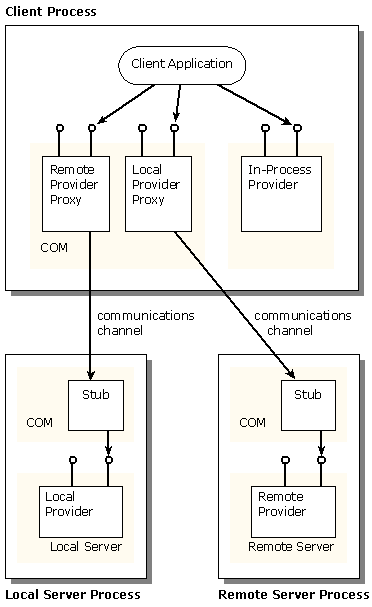 Client Process
Client Application
Remote
Provider
Proxy
Local
Provider
Proxy
In-Process
Provider
COM
communications
channel
communications
channel
Stub
COM
Local
Provider
Local Server
Stub
COM
Remote
Provider
Remote Server
Local Server Process
Remote Server Process